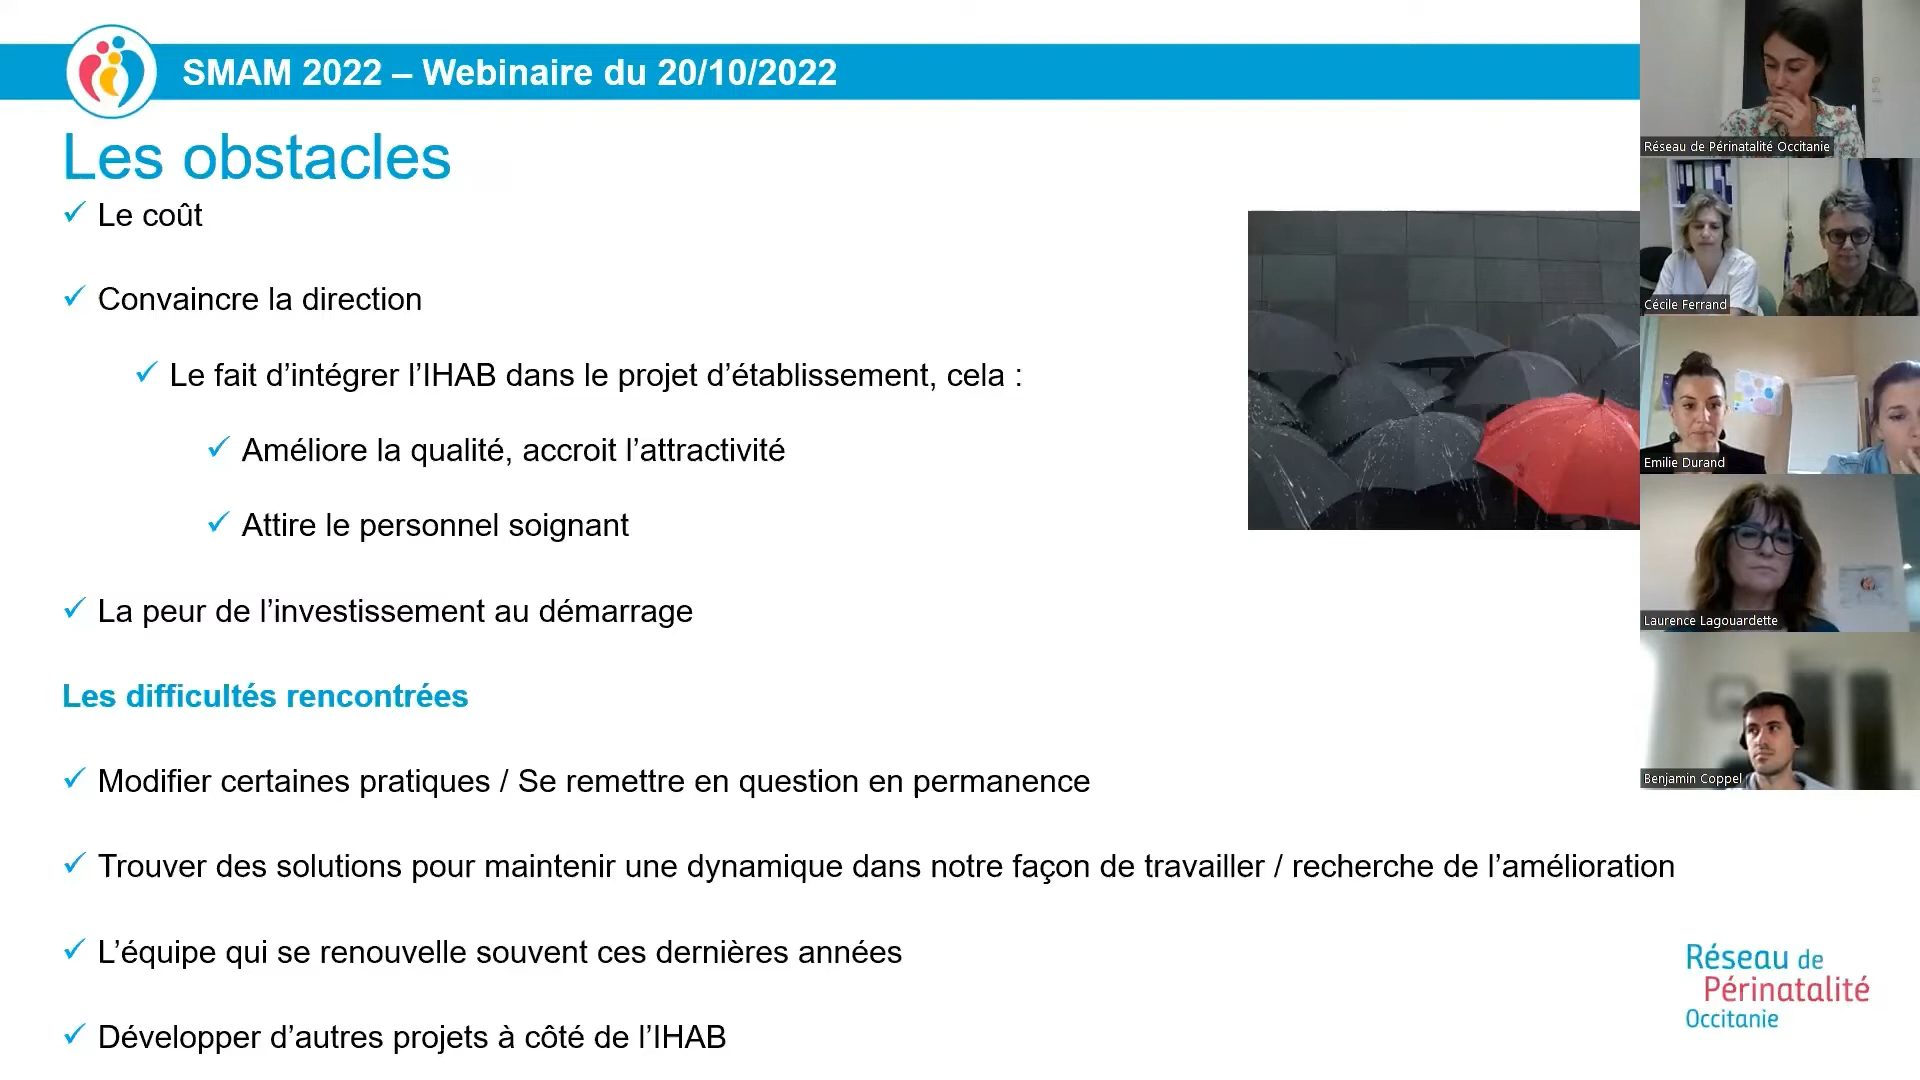 SMAM 2022 – Webinaire du 20/10/2022
Les obstacles
✓ Le coût
✓ Convaincre la direction
✓ Le fait d’intégrer l’IHAB dans le projet d’établissement, cela :
✓ Améliore la qualité, accroit l’attractivité
✓ Attire le personnel soignant
✓ La peur de l’investissement au démarrage
Les difficultés rencontrées
✓ Modifier certaines pratiques / Se remettre en question en permanence
✓ Trouver des solutions pour maintenir une dynamique dans notre façon de travailler / recherche de l’amélioration
✓ L’équipe qui se renouvelle souvent ces dernières années
✓ Développer d’autres projets à côté de l’IHAB
Réseau de Périnatalité Occitanie
Cécile Ferrand
Emilie Durand
Laurence Lagouardette
Benjamin Coppel
Réseau de
Périnatalité
Occitanie